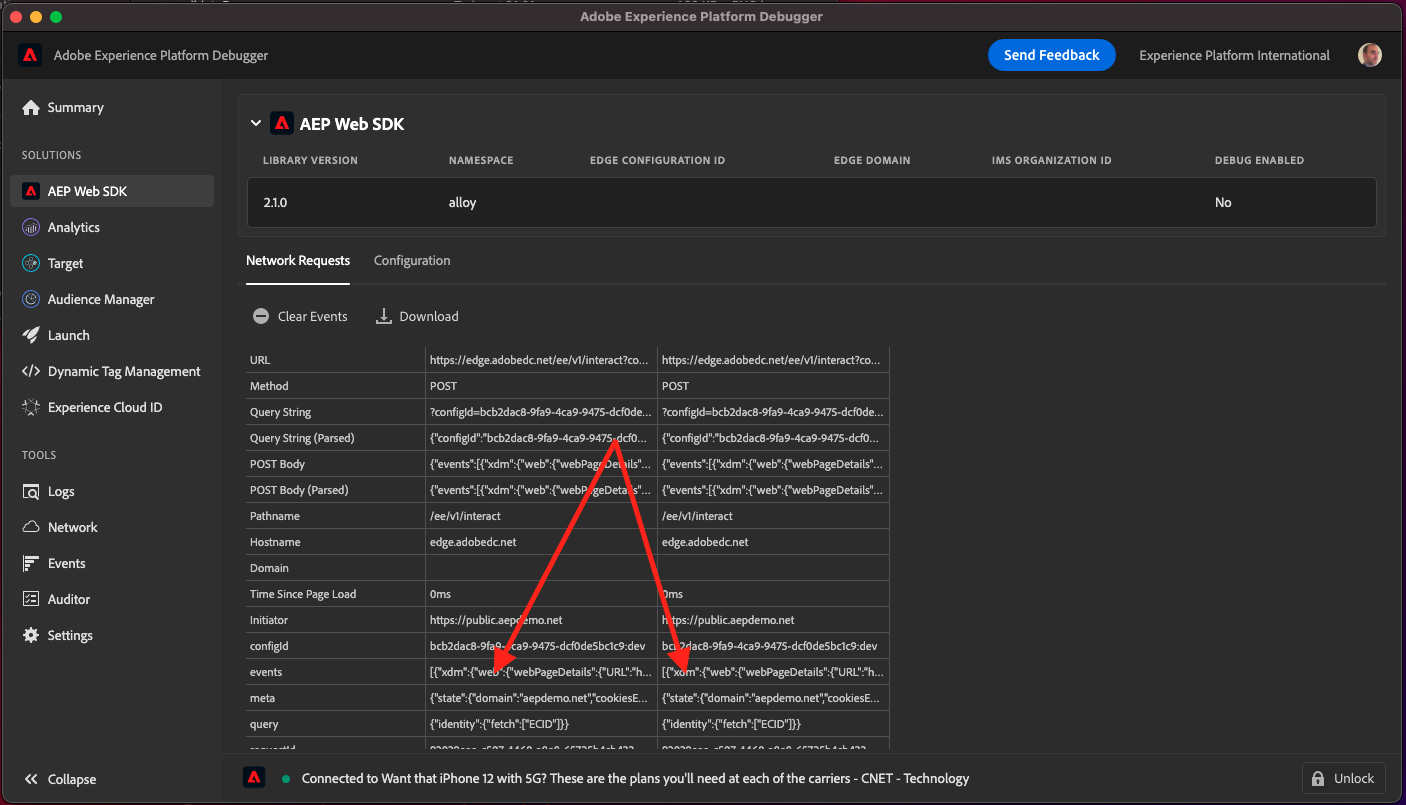 Adobe Experience Platform Debugger
Adobe Experience Platform Debugger
Send Feedback
Experience Platform International
Summary
SOLUTIONS
AEP Web SDK
Analytics
Target
Audience Manager
Launch
Dynamic Tag Management
Experience Cloud ID
TOOLS
Logs
Network
Events
Auditor
Settings
Collapse
AEP Web SDK
LIBRARY VERSION NAMESPACE EDGE CONFIGURATION ID EDGE DOMAIN IMS ORGANIZATION ID DEBUG ENABLED
2.1.0 alloy No
Network Requests Configuration
Clear Events Download
URL https://edge.adobedc.net/ee/v1/interact?co... https://edge.adobedc.net/ee/v1/interact?co...
Method POST POST
Query String ?configId=bcb2dac8-9fa9-4ca9-9475-dcf0de... ?configId=bcb2dac8-9fa9-4ca9-9475-dcf0de...
Query String (Parsed) {"configId":"bcb2dac8-9fa9-4ca9-9475-dcf0... {"configId":"bcb2dac8-9fa9-4ca9-9475-dcf0...
POST Body {"events":[{"xdm":{"web":{"webPageDetails"... {"events":[{"xdm":{"web":{"webPageDetails"...
POST Body (Parsed) {"events":[{"xdm":{"web":{"webPageDetails"... {"events":[{"xdm":{"web":{"webPageDetails"...
Pathname /ee/v1/interact /ee/v1/interact
Hostname edge.adobedc.net edge.adobedc.net
Domain
Time Since Page Load 0ms 0ms
Initiator https://public.aepdemo.net https://public.aepdemo.net
configId bcb2dac8-9fa9-4ca9-9475-dcf0de5bc1c9:dev bcb2dac8-9fa9-4ca9-9475-dcf0de5bc1c9:dev
events [{"xdm":{"web":{"webPageDetails":{"URL":"h... [{"xdm":{"web":{"webPageDetails":{"URL":"h...
meta {"state":{"domain":"aepdemo.net","cookiesE... {"state":{"domain":"aepdemo.net","cookiesE...
query {"identity":{"fetch":["ECID"]}} {"identity":{"fetch":["ECID"]}}
requestId
Connected to Want that iPhone 12 with 5G? These are the plans you'll need at each of the carriers - CNET - Technology
Unlock